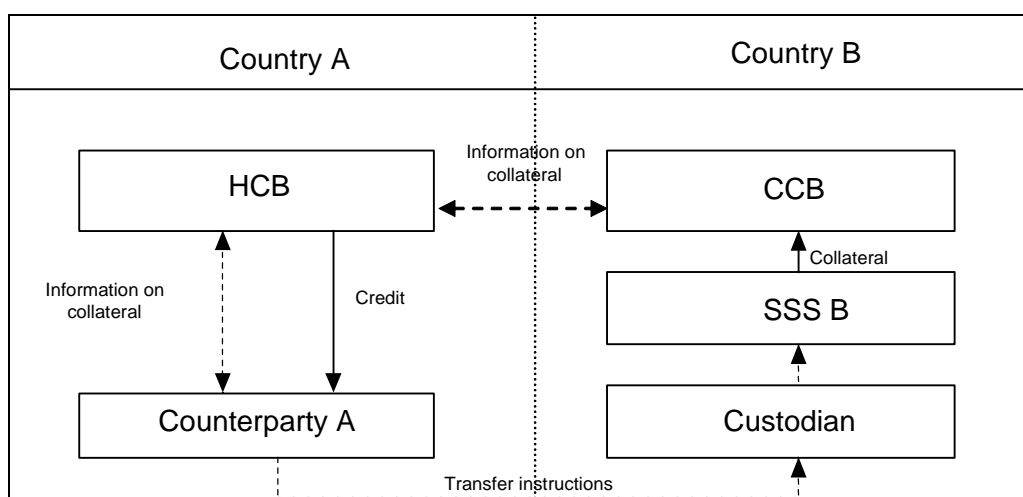 Country A
Country B
Information on
collateral
HCB
CCB
Collateral
Information on
collateral
Credit
SSS B
Counterparty A
Custodian
Transfer instructions